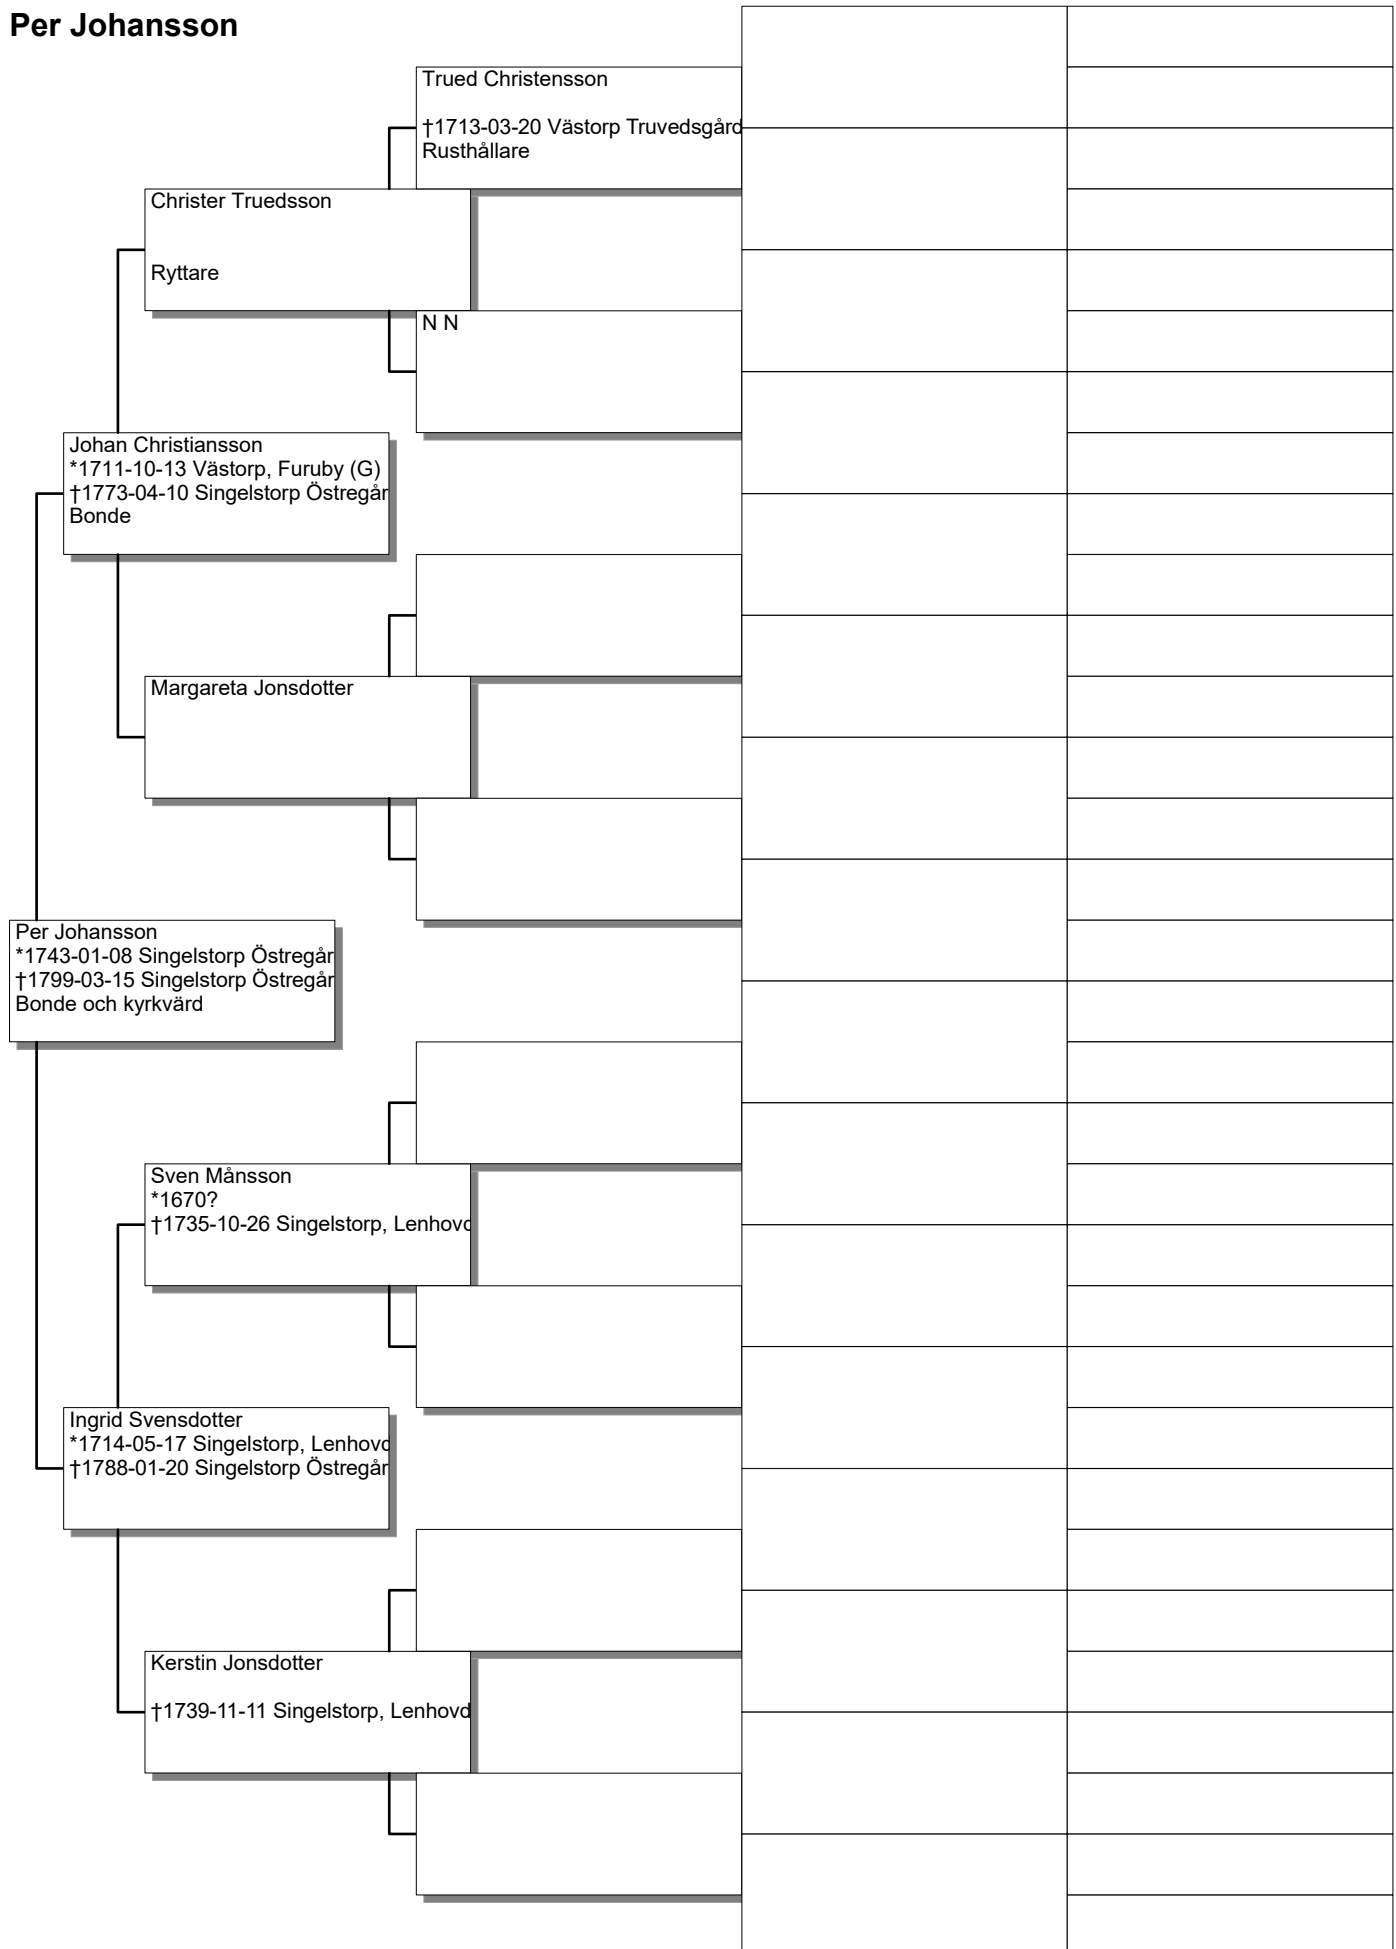 Per Johansson
Trued Christensson
†1713-03-20 Västorp Truvedsgård
Rusthållare
Christer Truedsson
Ryttare
N N
Johan Christiansson
*1711-10-13 Västorp, Furuby (G)
†1773-04-10 Singelstorp Östregår
Bonde
Margareta Jonsdotter
Per Johansson
*1743-01-08 Singelstorp Östregår
†1799-03-15 Singelstorp Östregår
Bonde och kyrkvärd
Sven Månsson
*1670?
†1735-10-26 Singelstorp, Lenhovd
Ingrid Svensdotter
*1714-05-17 Singelstorp, Lenhovd
†1788-01-20 Singelstorp Östregår
Kerstin Jonsdotter
†1739-11-11 Singelstorp, Lenhovd